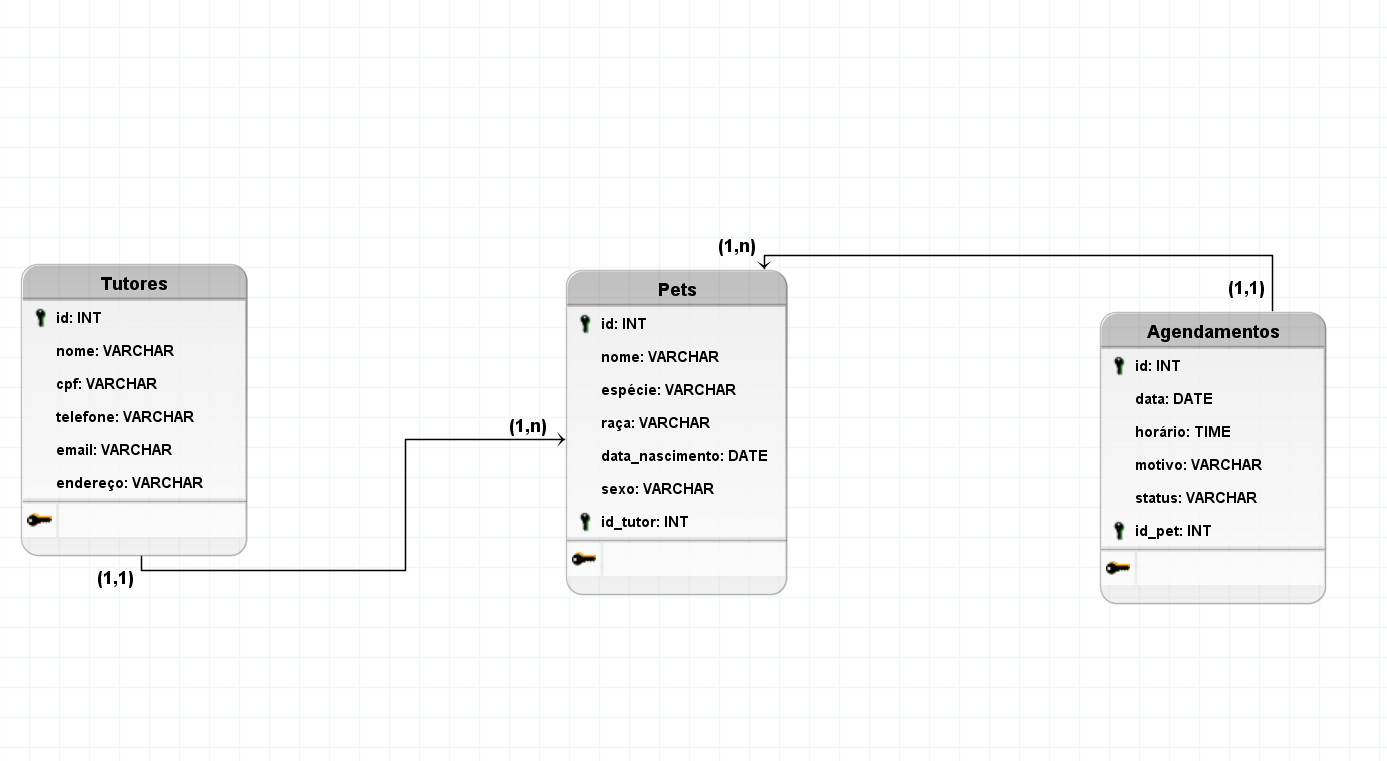 Tutores
id: INT
nome: VARCHAR
cpf: VARCHAR
telefone: VARCHAR
email: VARCHAR
endereço: VARCHAR
(1,1)
(1,n)
Pets
id: INT
nome: VARCHAR
espécie: VARCHAR
raça: VARCHAR
data_nascimento: DATE
sexo: VARCHAR
id_tutor: INT
(1,n)
(1,1)
Agendamentos
id: INT
data: DATE
horário: TIME
motivo: VARCHAR
status: VARCHAR
id_pet: INT